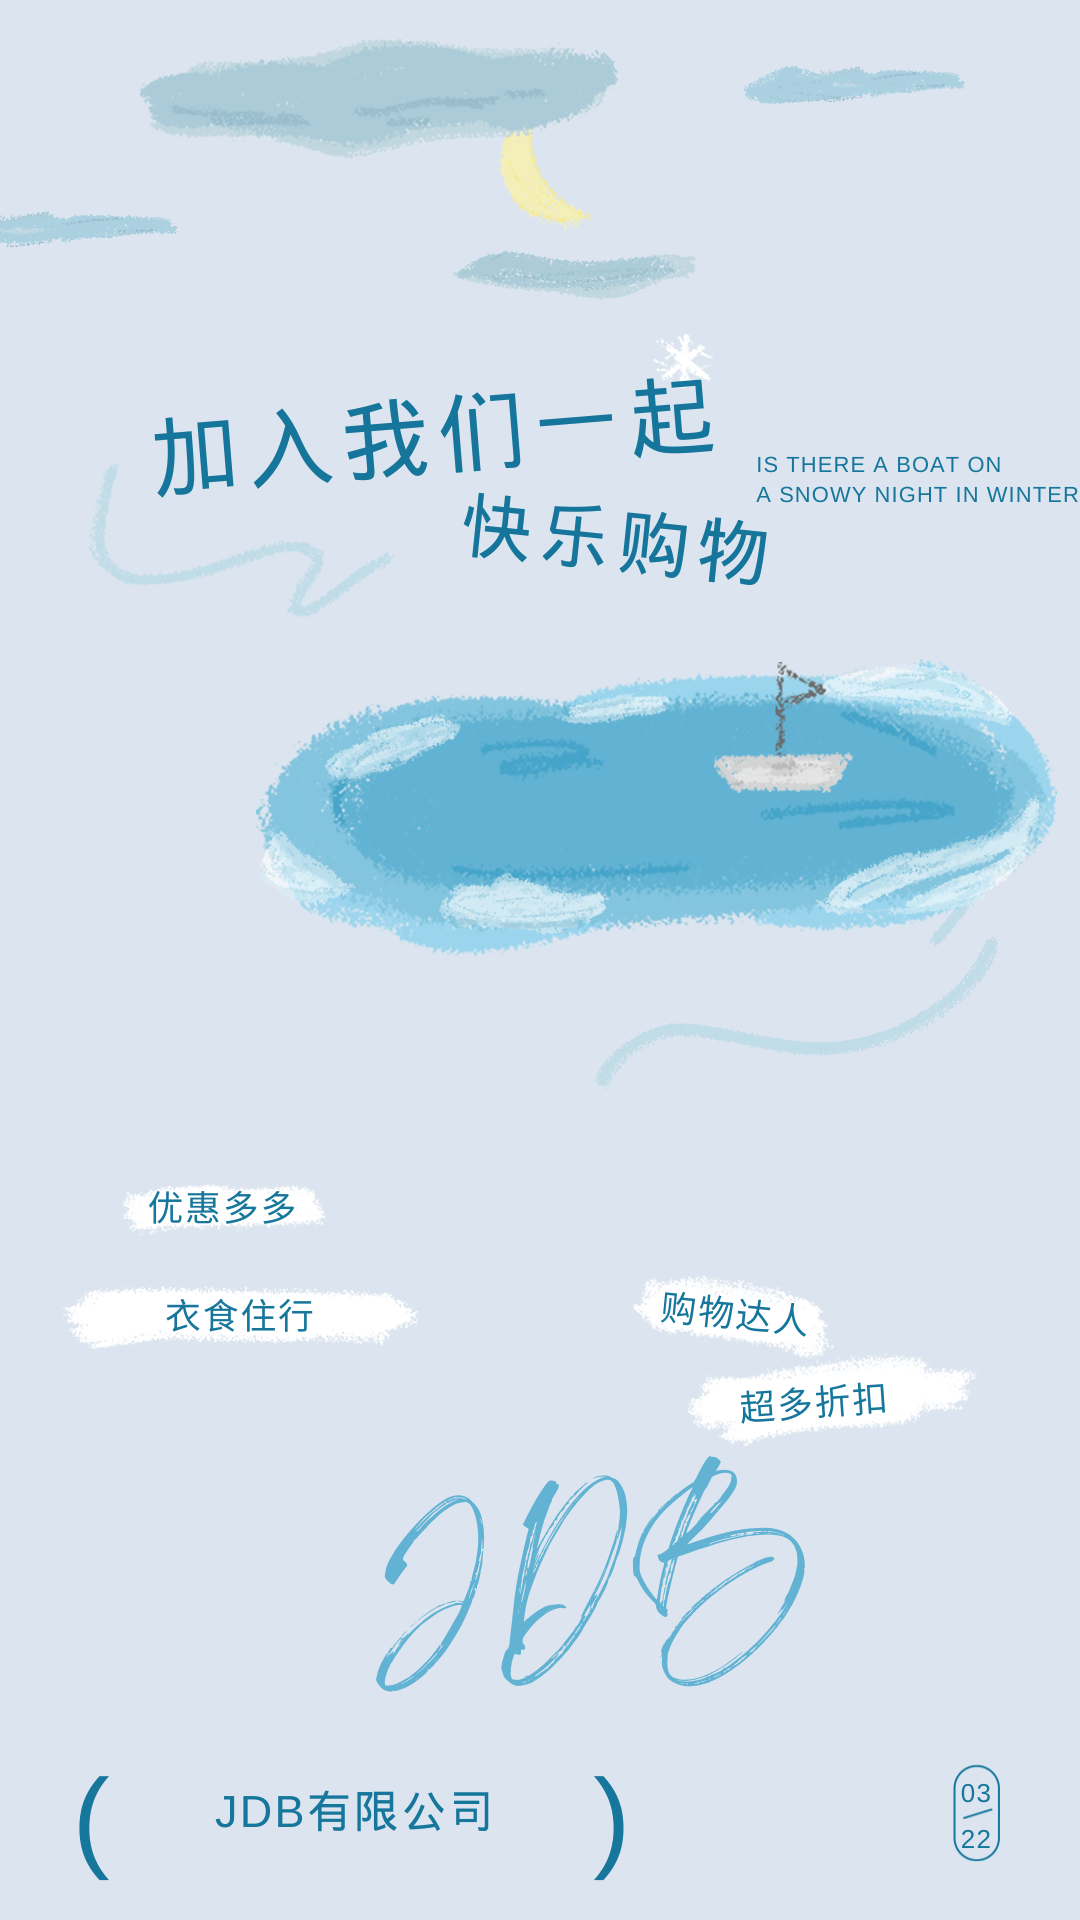 加入我们一起
快乐购物
IS THERE A BOAT ON
A SNOWY NIGHT IN WINTER
优惠多多
衣食住行
购物达人
超多折扣
JDB
( JDB有限公司 )
03
22